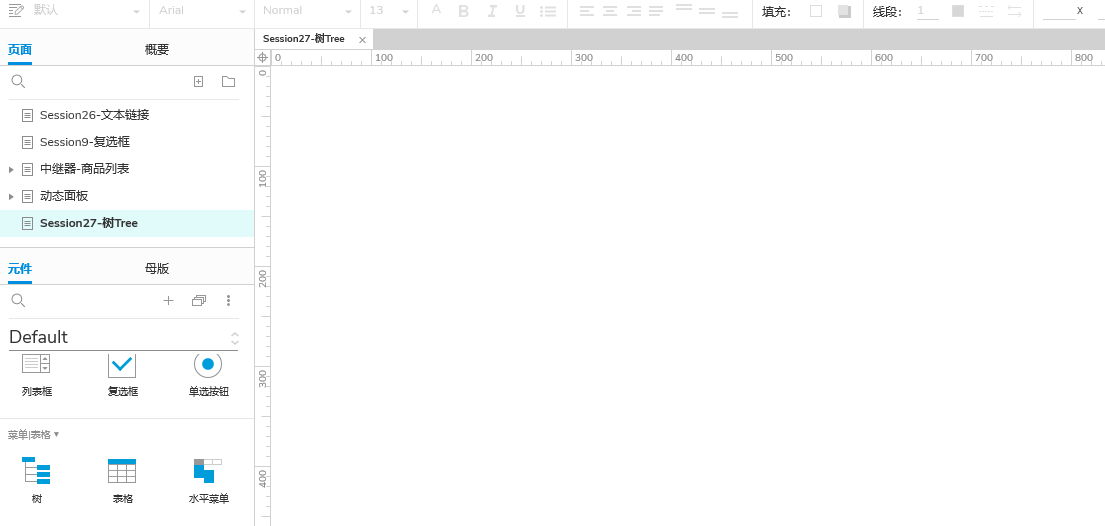 默认 Arial Normal 13 A B I U 填充： 线段： 1 X
页面 概要
Session27-树Tree
0 100 200 300 400 500 600 700 800
Session26-文本链接
Session9-复选框
中继器-商品列表
动态面板
Session27-树Tree
元件 母版
Default
列表框 复选框 单选按钮
菜单|表格
树 表格 水平菜单
0
100
200
300
400